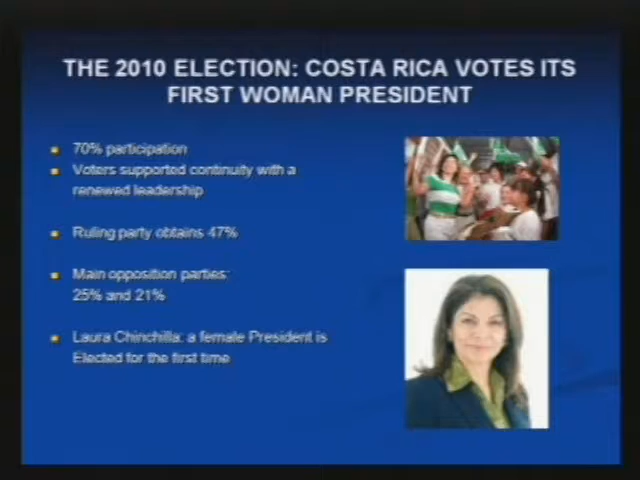 THE 2010 ELECTION: COSTA RICA VOTES ITS
FIRST WOMAN PRESIDENT
70% participation
Voters supported continuity with a
renewed leadership
Ruling party obtains 47%
Main opposition parties:
25% and 21%
Laura Chinchilla: a female President is
Elected for the first time